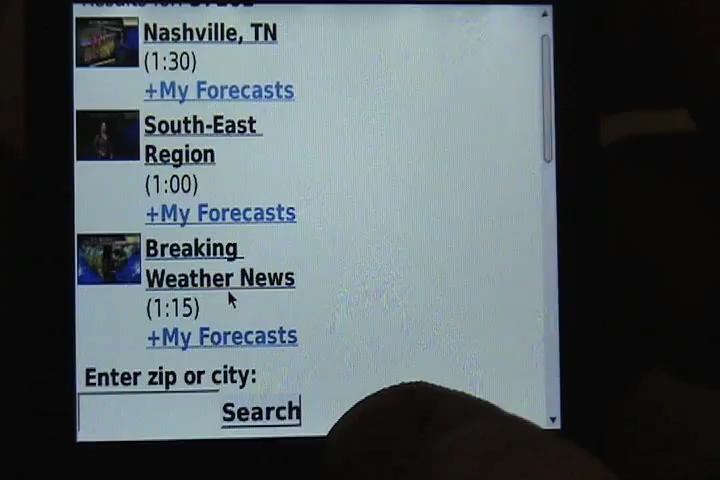 Nashville, TN
(1:30)
+My Forecasts
South-East
Region
(1:00)
+My Forecasts
Breaking
Weather News
(1:15)
+My Forecasts
Enter zip or city:
Search